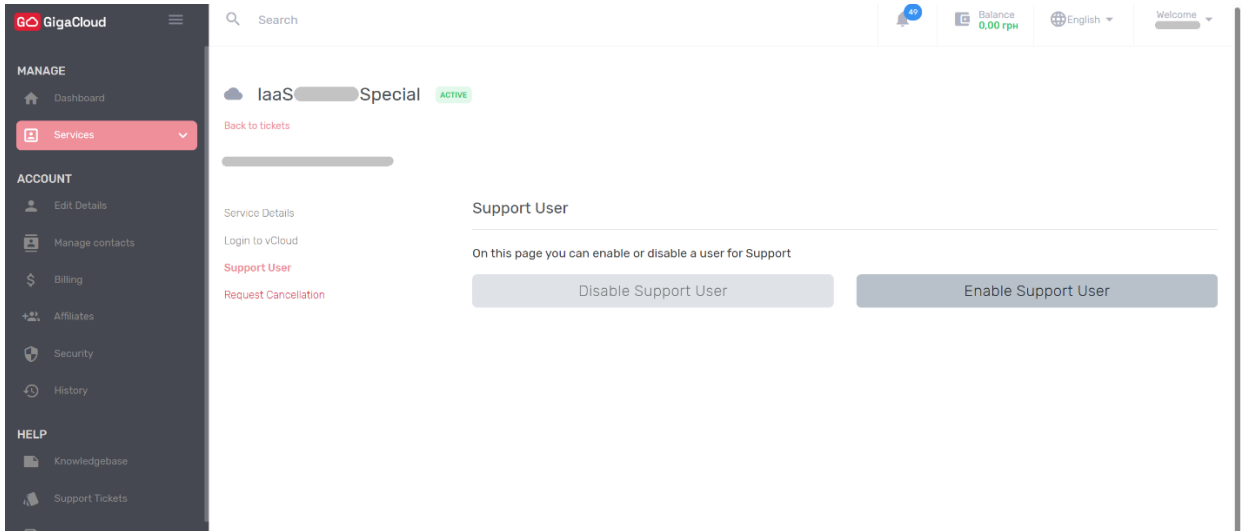 GO GigaCloud
Search
49
Balance
0,00 грн
English
Welcome
MANAGE
Dashboard
Services
ACCOUNT
Edit Details
Manage contacts
Billing
Affiliates
Security
History
HELP
Knowledgebase
Support Tickets
IaaS Special ACTIVE
Back to tickets
Service Details
Login to vCloud
Support User
Request Cancellation
Support User
On this page you can enable or disable a user for Support
Disable Support User
Enable Support User